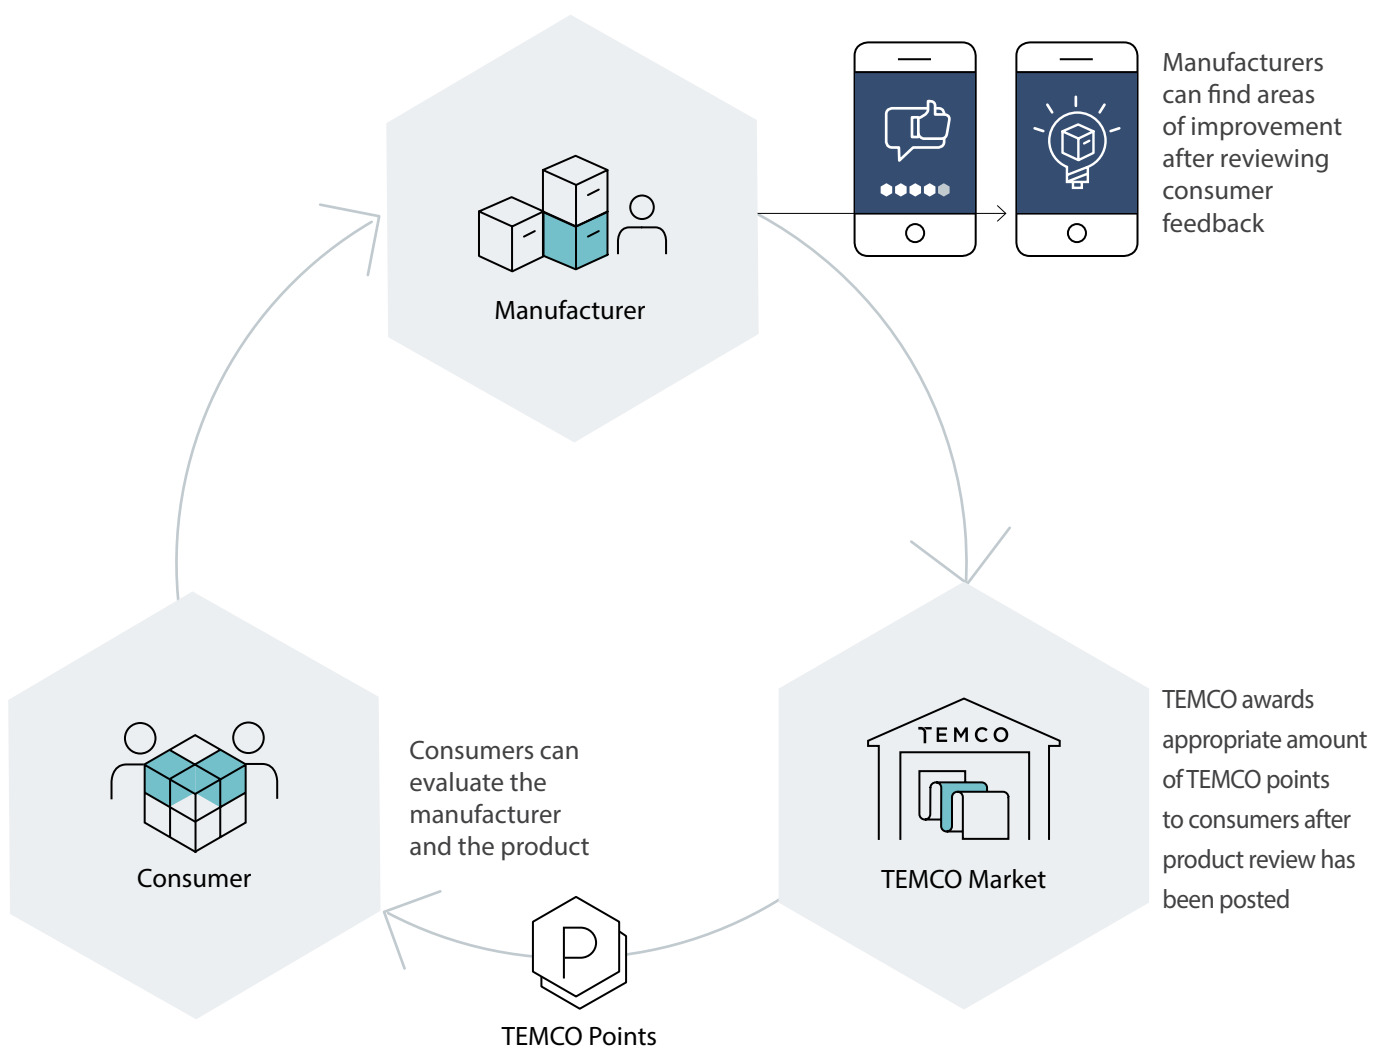 Manufacturers
can find areas
of improvement
after reviewing
consumer
feedback
Manufacturer
TEMCO
TEMCO Market
TEMCO awards
appropriate amount
of TEMCO points
to consumers after
product review has
been posted
Consumers can
evaluate the
manufacturer
and the product
Consumer
P
TEMCO Points